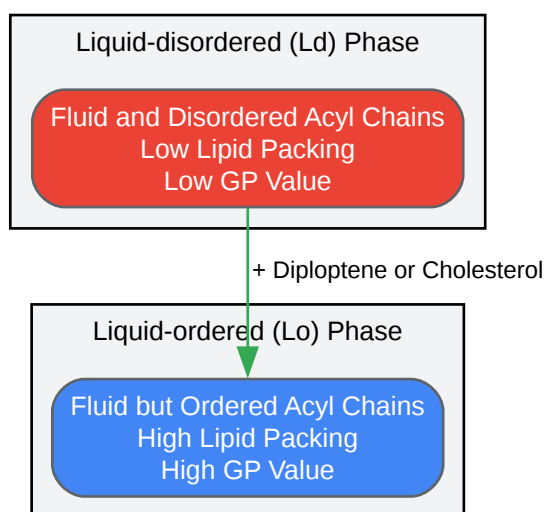 Liquid-disordered (Ld) Phase
Fluid and Disordered Acyl Chains
Low Lipid Packing
Low GP Value
+ Diploptene or Cholesterol
Liquid-ordered (Lo) Phase
Fluid but Ordered Acyl Chains
High Lipid Packing
High GP Value